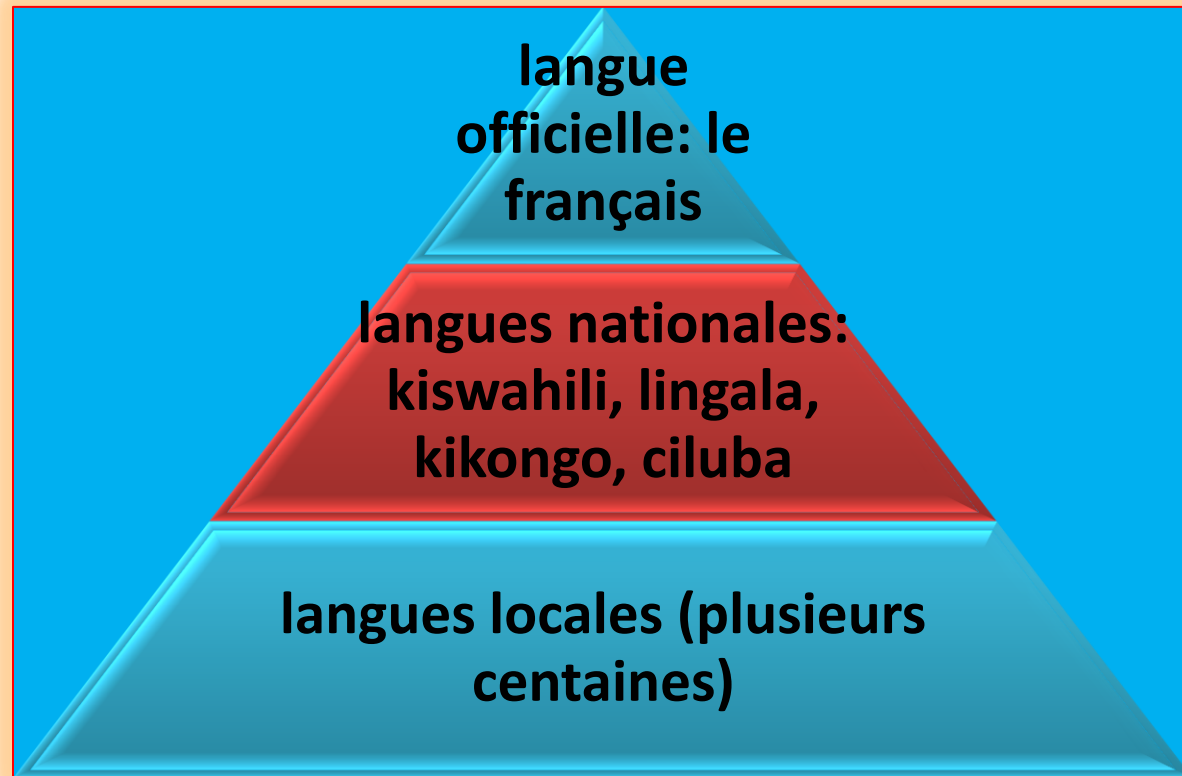 langue
officielle: le
français
langues nationales:
kiswahili, lingala,
kikongo, ciluba
langues locales (plusieurs
centaines)